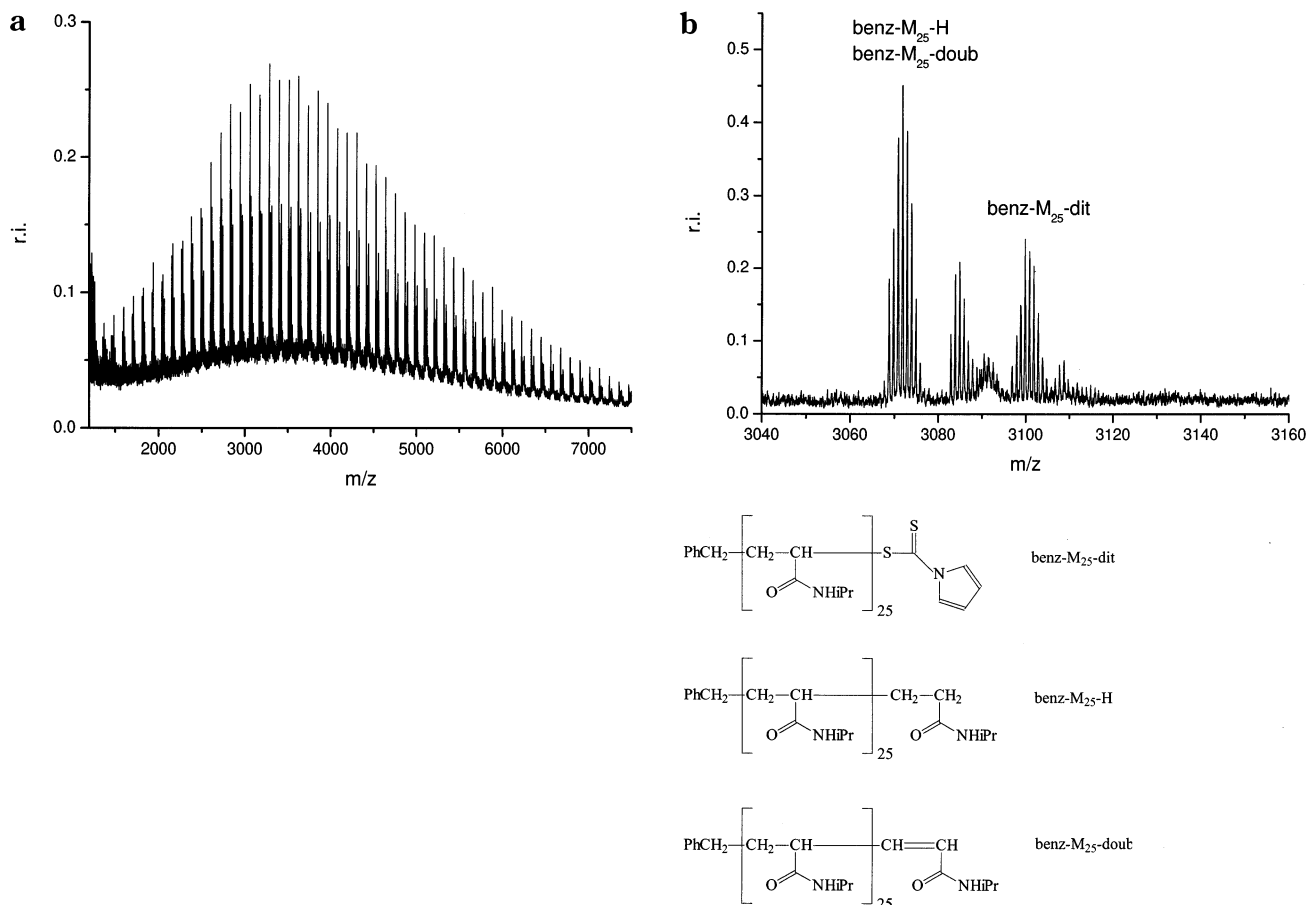 a
0.3
0.2
0.1
0.0
r.i.
2000 3000 4000 5000 6000 7000
m/z
b
benz-M25-H
benz-M25-doub
benz-M25-dit
0.5
0.4
0.3
0.2
0.1
0.0
r.i.
3040 3060 3080 3100 3120 3140 3160
m/z
S
PhCH2 CH2 CH S
N
O NHiPr
25
benz-M25-dit
PhCH2 CH2 CH CH2 CH2
O NHiPr O NHiPr
25
benz-M25-H
PhCH2 CH2 CH CH CH
O NHiPr O NHiPr
25
benz-M25-doub